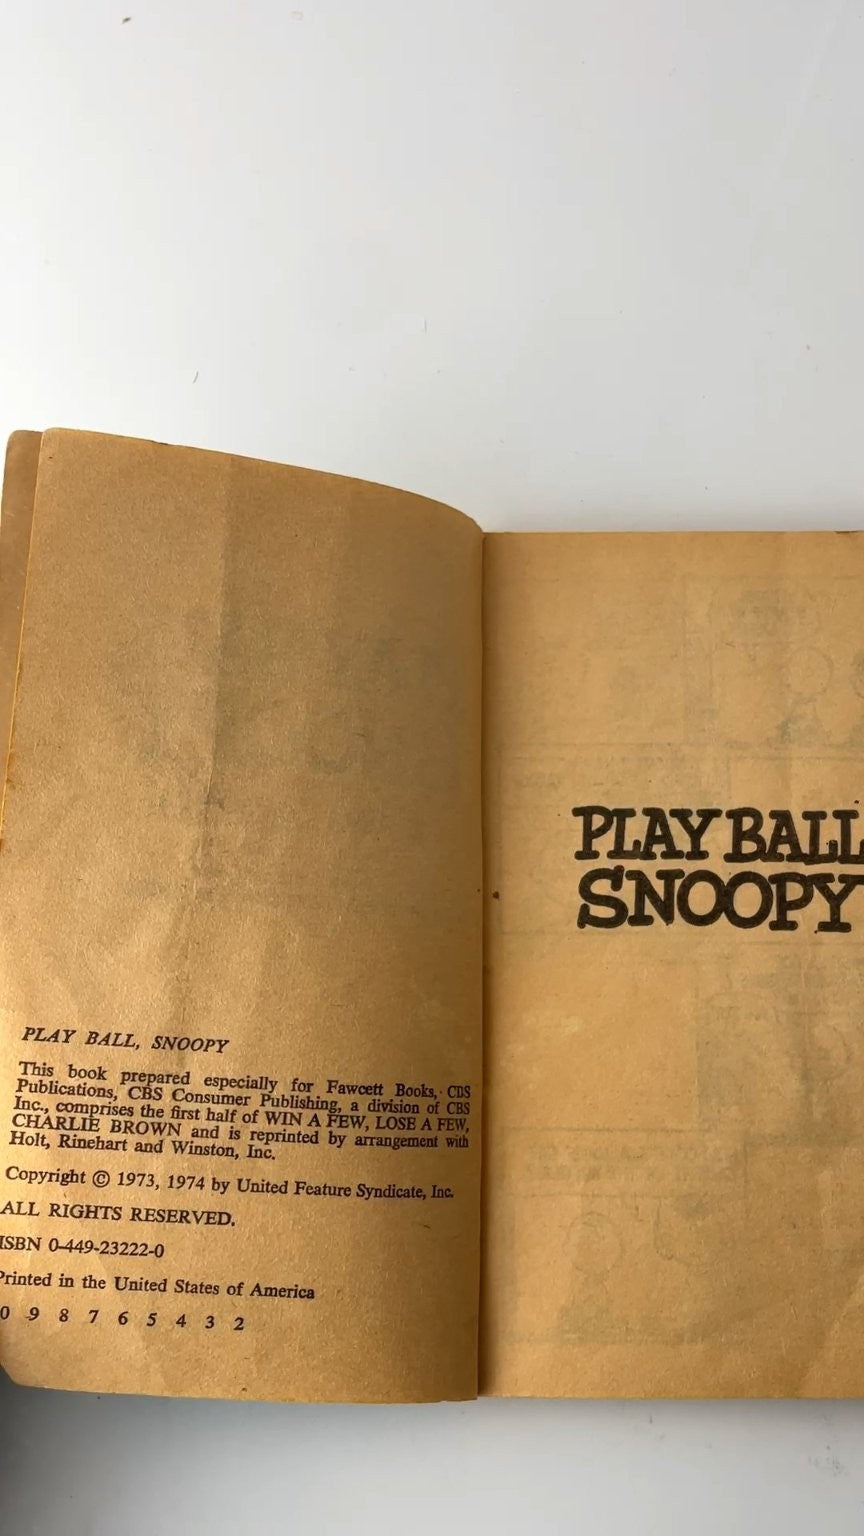 PLAY BALL, SNOOPY
This book prepared especially for Fawcett Books, CBS
Publications, CBS Consumer Publishing, a division of CBS
Inc., comprises the first half of WIN A FEW, LOSE A FEW,
CHARLIE BROWN and is reprinted by arrangement with
Holt, Rinehart and Winston, Inc.
Copyright © 1973, 1974 by United Feature Syndicate, Inc.
ALL RIGHTS RESERVED.
ISBN 0-449-23222-0
Printed in the United States of America
0 9 8 7 6 5 4 3 2
PLAY BALL
SNOOPY